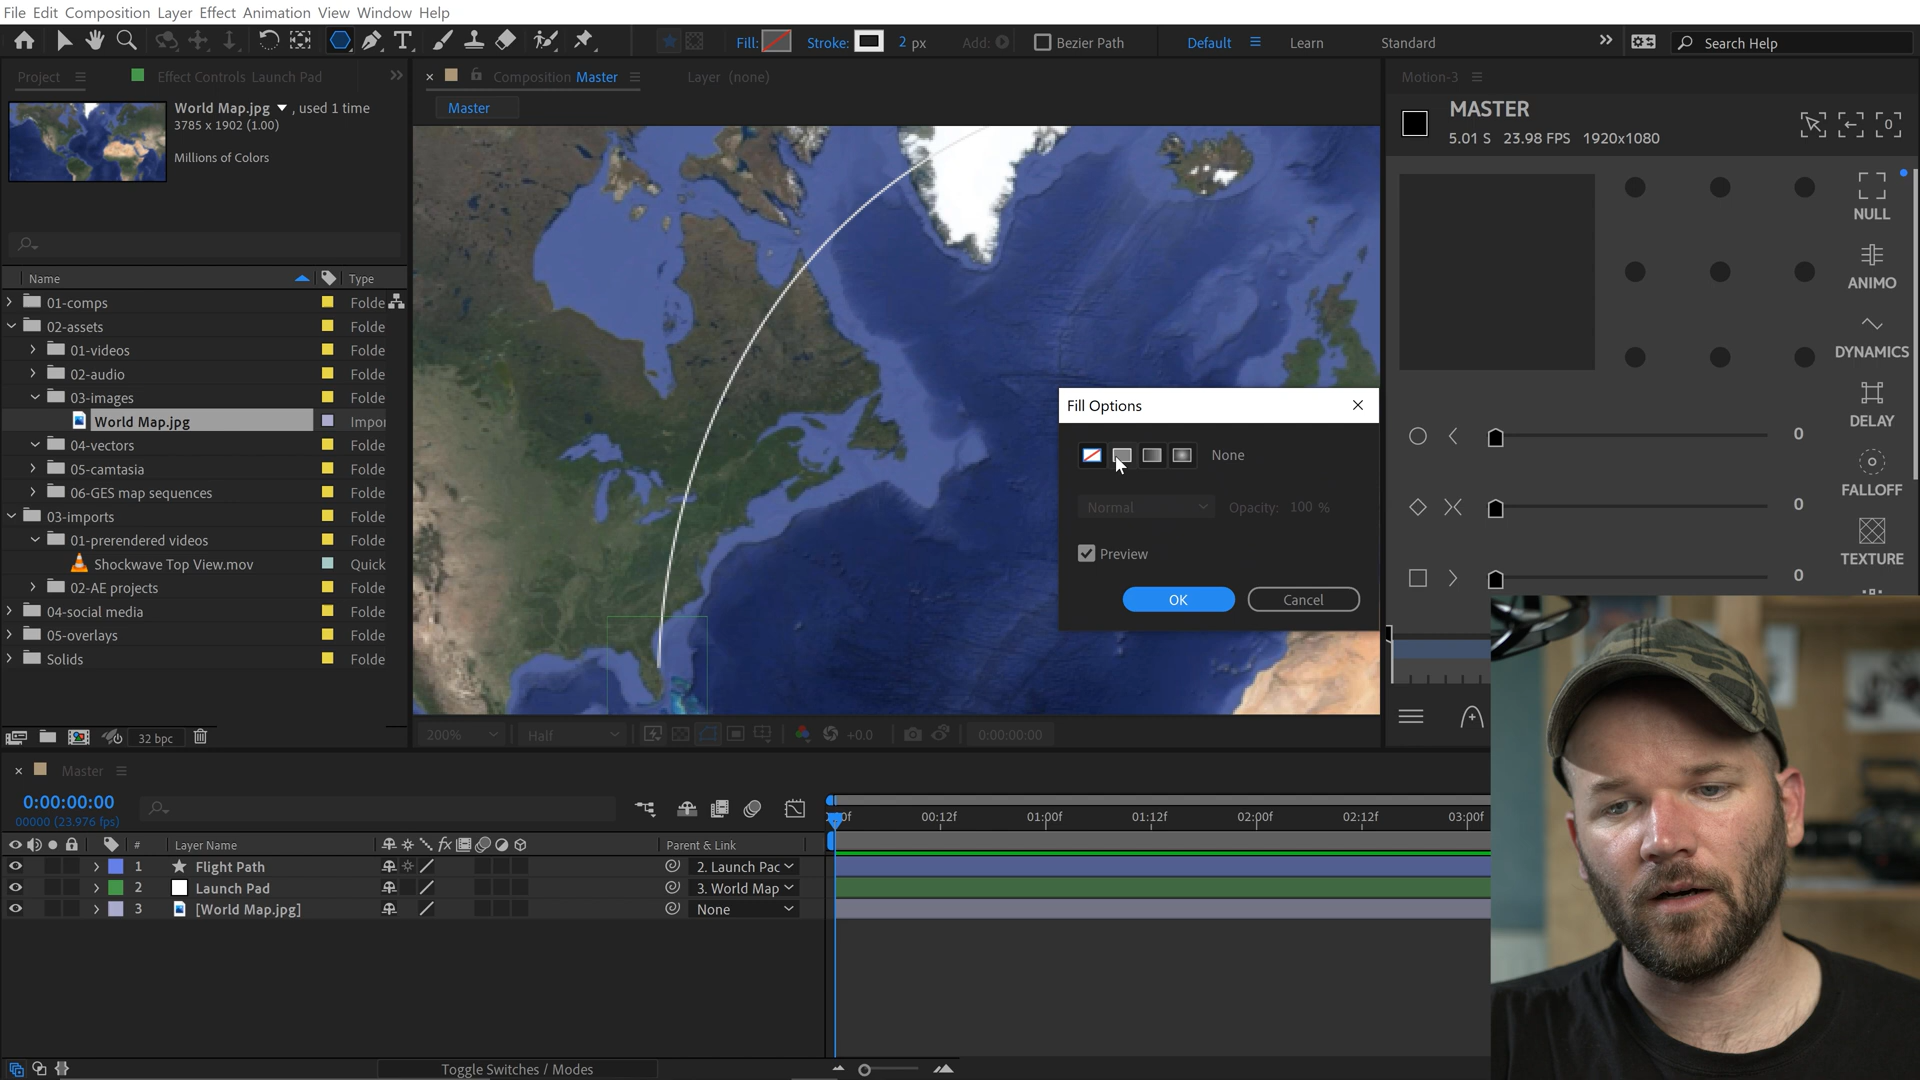 File Edit Composition Layer Effect Animation View Window Help
Fill: Stroke: 2 px Add: Bezier Path Default Learn Standard Search Help
Project Effect Controls Launch Pad Composition Master Layer (none) Motion-3
World Map.jpg , used 1 time
3785 x 1902 (1.00)
Millions of Colors
Master
MASTER
5.01 S 23.98 FPS 1920x1080
NULL
ANIMO
DYNAMICS
DELAY
FALLOFF
TEXTURE
0
0
0
Name Type
01-comps Folde
02-assets Folde
01-videos Folde
02-audio Folde
03-images Folde
World Map.jpg Impor
04-vectors Folde
05-camtasia Folde
06-GES map sequences Folde
03-imports Folde
01-prerendered videos Folde
Shockwave Top View.mov Quick
02-AE projects Folde
04-social media Folde
05-overlays Folde
Solids Folde
32 bpc
Fill Options
None
Normal Opacity: 100 %
Preview
OK Cancel
200% Half +0.0 0:00:00:00
Master
0:00:00:00
00000 (23.976 fps)
00:12f 01:00f 01:12f 02:00f 02:12f 03:00f
# Layer Name Parent & Link
1 Flight Path 2. Launch Pac
2 Launch Pad 3. World Map
3 [World Map.jpg] None
Toggle Switches / Modes